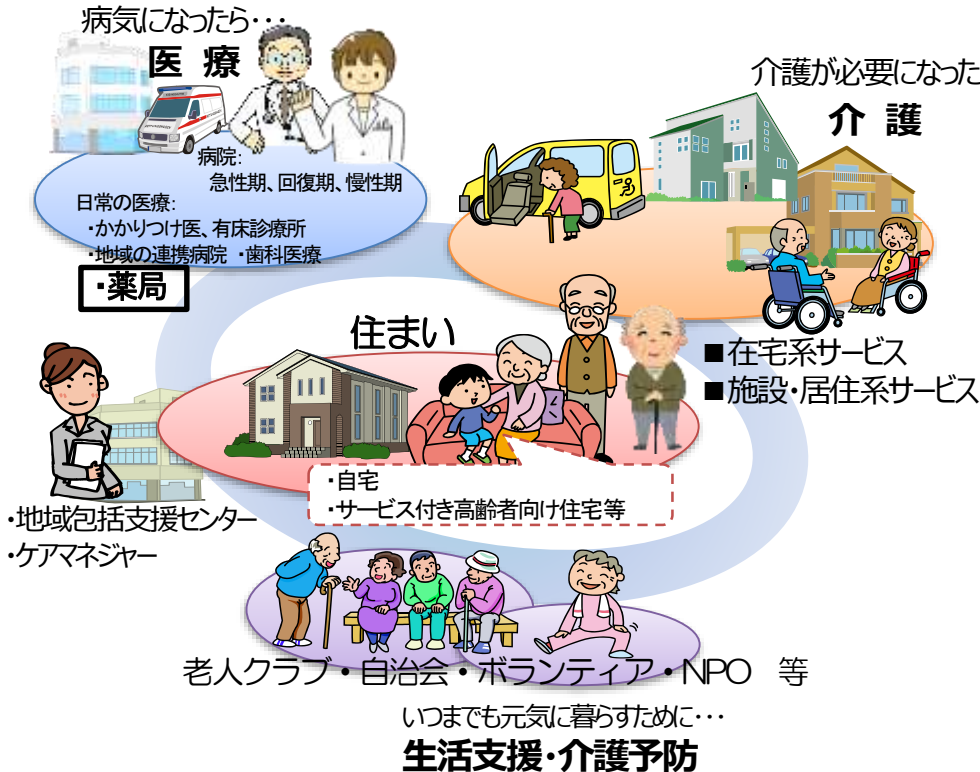 病気になったら･･･
医 療
病院:
急性期、回復期、慢性期
日常の医療:
・かかりつけ医、有床診療所
・地域の連携病院 ・歯科医療
・薬局
介護が必要になった
介 護
■在宅系サービス
■施設・居住系サービス
住まい
・自宅
・サービス付き高齢者向け住宅等
・地域包括支援センター
・ケアマネジャー
老人クラブ・自治会・ボランティア・NPO 等
いつまでも元気に暮らすために･･･
生活支援・介護予防